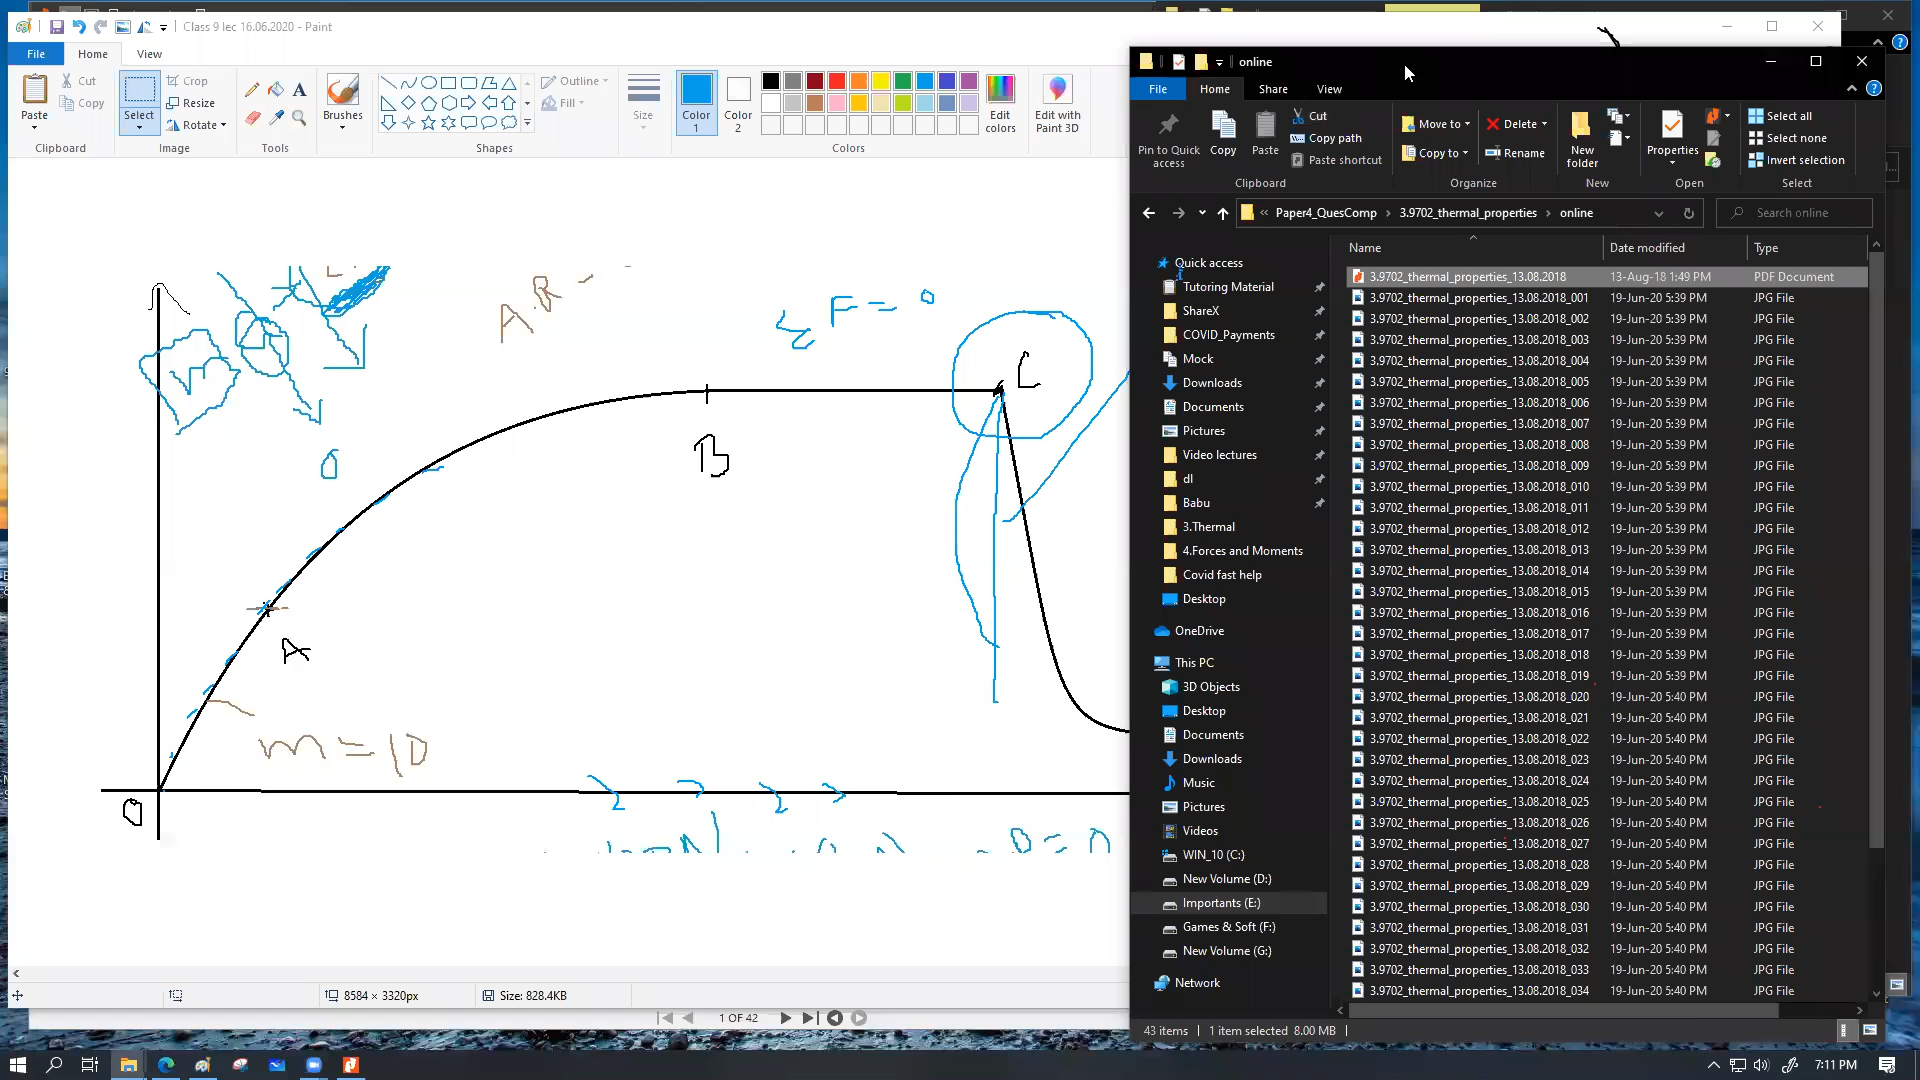 Class 9 lec 16.06.2020 - Paint
File
Home
View
Paste
Cut
Copy
Clipboard
Select
Crop
Resize
Rotate
Image
Tools
Brushes
Shapes
Outline
Fill
Size
Color 1
Color 2
Edit colors
Colors
Edit with Paint 3D
A.R -
Σ F = 0
C
B
A
m = 10
O
8584 × 3320px
Size: 828.4KB
1 OF 42
online
File
Home
Share
View
Pin to Quick access
Copy
Paste
Cut
Copy path
Paste shortcut
Clipboard
Move to
Copy to
Delete
Rename
Organize
New folder
New
Properties
Open
Select all
Select none
Invert selection
Select
« Paper4_QuesComp › 3.9702_thermal_properties › online
Search online
Quick access
Tutoring Material
ShareX
COVID_Payments
Mock
Downloads
Documents
Pictures
Video lectures
dl
Babu
3.Thermal
4.Forces and Moments
Covid fast help
Desktop
OneDrive
This PC
3D Objects
Desktop
Documents
Downloads
Music
Pictures
Videos
WIN_10 (C:)
New Volume (D:)
Importants (E:)
Games & Soft (F:)
New Volume (G:)
Network
Name Date modified Type
3.9702_thermal_properties_13.08.2018 13-Aug-18 1:49 PM PDF Document
3.9702_thermal_properties_13.08.2018_001 19-Jun-20 5:39 PM JPG File
3.9702_thermal_properties_13.08.2018_002 19-Jun-20 5:39 PM JPG File
3.9702_thermal_properties_13.08.2018_003 19-Jun-20 5:39 PM JPG File
3.9702_thermal_properties_13.08.2018_004 19-Jun-20 5:39 PM JPG File
3.9702_thermal_properties_13.08.2018_005 19-Jun-20 5:39 PM JPG File
3.9702_thermal_properties_13.08.2018_006 19-Jun-20 5:39 PM JPG File
3.9702_thermal_properties_13.08.2018_007 19-Jun-20 5:39 PM JPG File
3.9702_thermal_properties_13.08.2018_008 19-Jun-20 5:39 PM JPG File
3.9702_thermal_properties_13.08.2018_009 19-Jun-20 5:39 PM JPG File
3.9702_thermal_properties_13.08.2018_010 19-Jun-20 5:39 PM JPG File
3.9702_thermal_properties_13.08.2018_011 19-Jun-20 5:39 PM JPG File
3.9702_thermal_properties_13.08.2018_012 19-Jun-20 5:39 PM JPG File
3.9702_thermal_properties_13.08.2018_013 19-Jun-20 5:39 PM JPG File
3.9702_thermal_properties_13.08.2018_014 19-Jun-20 5:39 PM JPG File
3.9702_thermal_properties_13.08.2018_015 19-Jun-20 5:39 PM JPG File
3.9702_thermal_properties_13.08.2018_016 19-Jun-20 5:39 PM JPG File
3.9702_thermal_properties_13.08.2018_017 19-Jun-20 5:39 PM JPG File
3.9702_thermal_properties_13.08.2018_018 19-Jun-20 5:39 PM JPG File
3.9702_thermal_properties_13.08.2018_019 19-Jun-20 5:39 PM JPG File
3.9702_thermal_properties_13.08.2018_020 19-Jun-20 5:40 PM JPG File
3.9702_thermal_properties_13.08.2018_021 19-Jun-20 5:40 PM JPG File
3.9702_thermal_properties_13.08.2018_022 19-Jun-20 5:40 PM JPG File
3.9702_thermal_properties_13.08.2018_023 19-Jun-20 5:40 PM JPG File
3.9702_thermal_properties_13.08.2018_024 19-Jun-20 5:40 PM JPG File
3.9702_thermal_properties_13.08.2018_025 19-Jun-20 5:40 PM JPG File
3.9702_thermal_properties_13.08.2018_026 19-Jun-20 5:40 PM JPG File
3.9702_thermal_properties_13.08.2018_027 19-Jun-20 5:40 PM JPG File
3.9702_thermal_properties_13.08.2018_028 19-Jun-20 5:40 PM JPG File
3.9702_thermal_properties_13.08.2018_029 19-Jun-20 5:40 PM JPG File
3.9702_thermal_properties_13.08.2018_030 19-Jun-20 5:40 PM JPG File
3.9702_thermal_properties_13.08.2018_031 19-Jun-20 5:40 PM JPG File
3.9702_thermal_properties_13.08.2018_032 19-Jun-20 5:40 PM JPG File
3.9702_thermal_properties_13.08.2018_033 19-Jun-20 5:40 PM JPG File
3.9702_thermal_properties_13.08.2018_034 19-Jun-20 5:40 PM JPG File
43 items
1 item selected 8.00 MB
7:11 PM